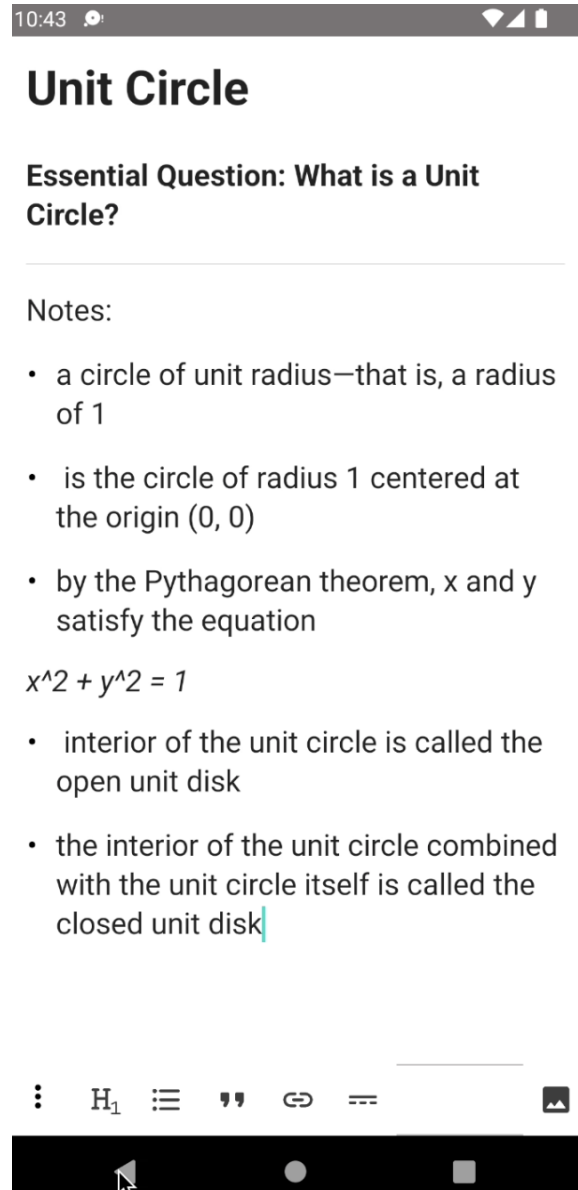 10:43
Unit Circle
Essential Question: What is a Unit
Circle?
Notes:
• a circle of unit radius—that is, a radius
of 1
• is the circle of radius 1 centered at
the origin (0, 0)
• by the Pythagorean theorem, x and y
satisfy the equation
x^2 + y^2 = 1
• interior of the unit circle is called the
open unit disk
• the interior of the unit circle combined
with the unit circle itself is called the
closed unit disk
H1